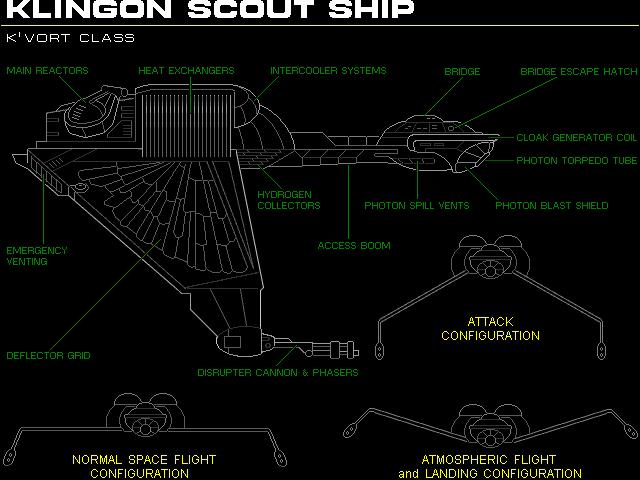 KLINGON SCOUT SHIP
K'VORT CLASS
MAIN REACTORS
HEAT EXCHANGERS
INTERCOOLER SYSTEMS
BRIDGE
BRIDGE ESCAPE HATCH
CLOAK GENERATOR COIL
PHOTON TORPEDO TUBE
HYDROGEN
COLLECTORS
PHOTON SPILL VENTS
PHOTON BLAST SHIELD
ACCESS BOOM
EMERGENCY
VENTING
DEFLECTOR GRID
DISRUPTER CANNON & PHASERS
ATTACK
CONFIGURATION
NORMAL SPACE FLIGHT
CONFIGURATION
ATMOSPHERIC FLIGHT
and LANDING CONFIGURATION